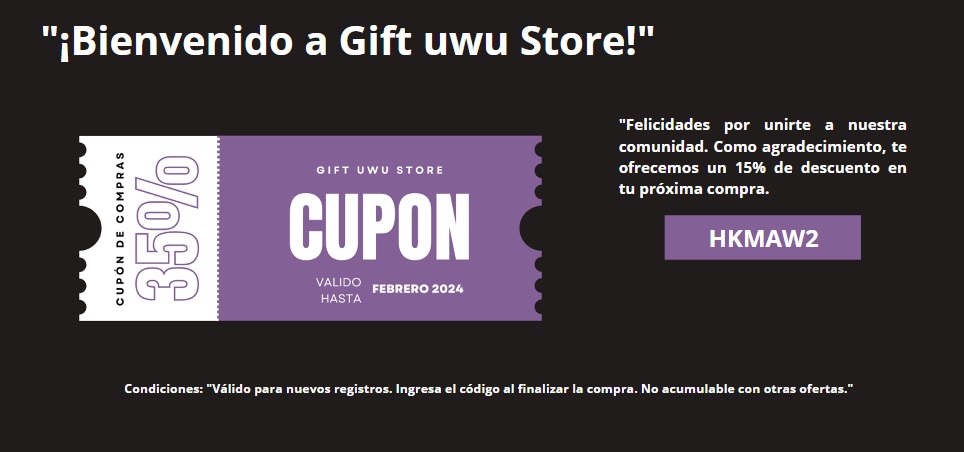 "¡Bienvenido a Gift uwu Store!"
CUPÓN DE COMPRAS
35%
GIFT UWU STORE
CUPON
VALIDO
HASTA
FEBRERO 2024
"Felicidades por unirte a nuestra
comunidad. Como agradecimiento, te
ofrecemos un 15% de descuento en
tu próxima compra.
HKMAW2
Condiciones: "Válido para nuevos registros. Ingresa el código al finalizar la compra. No acumulable con otras ofertas."